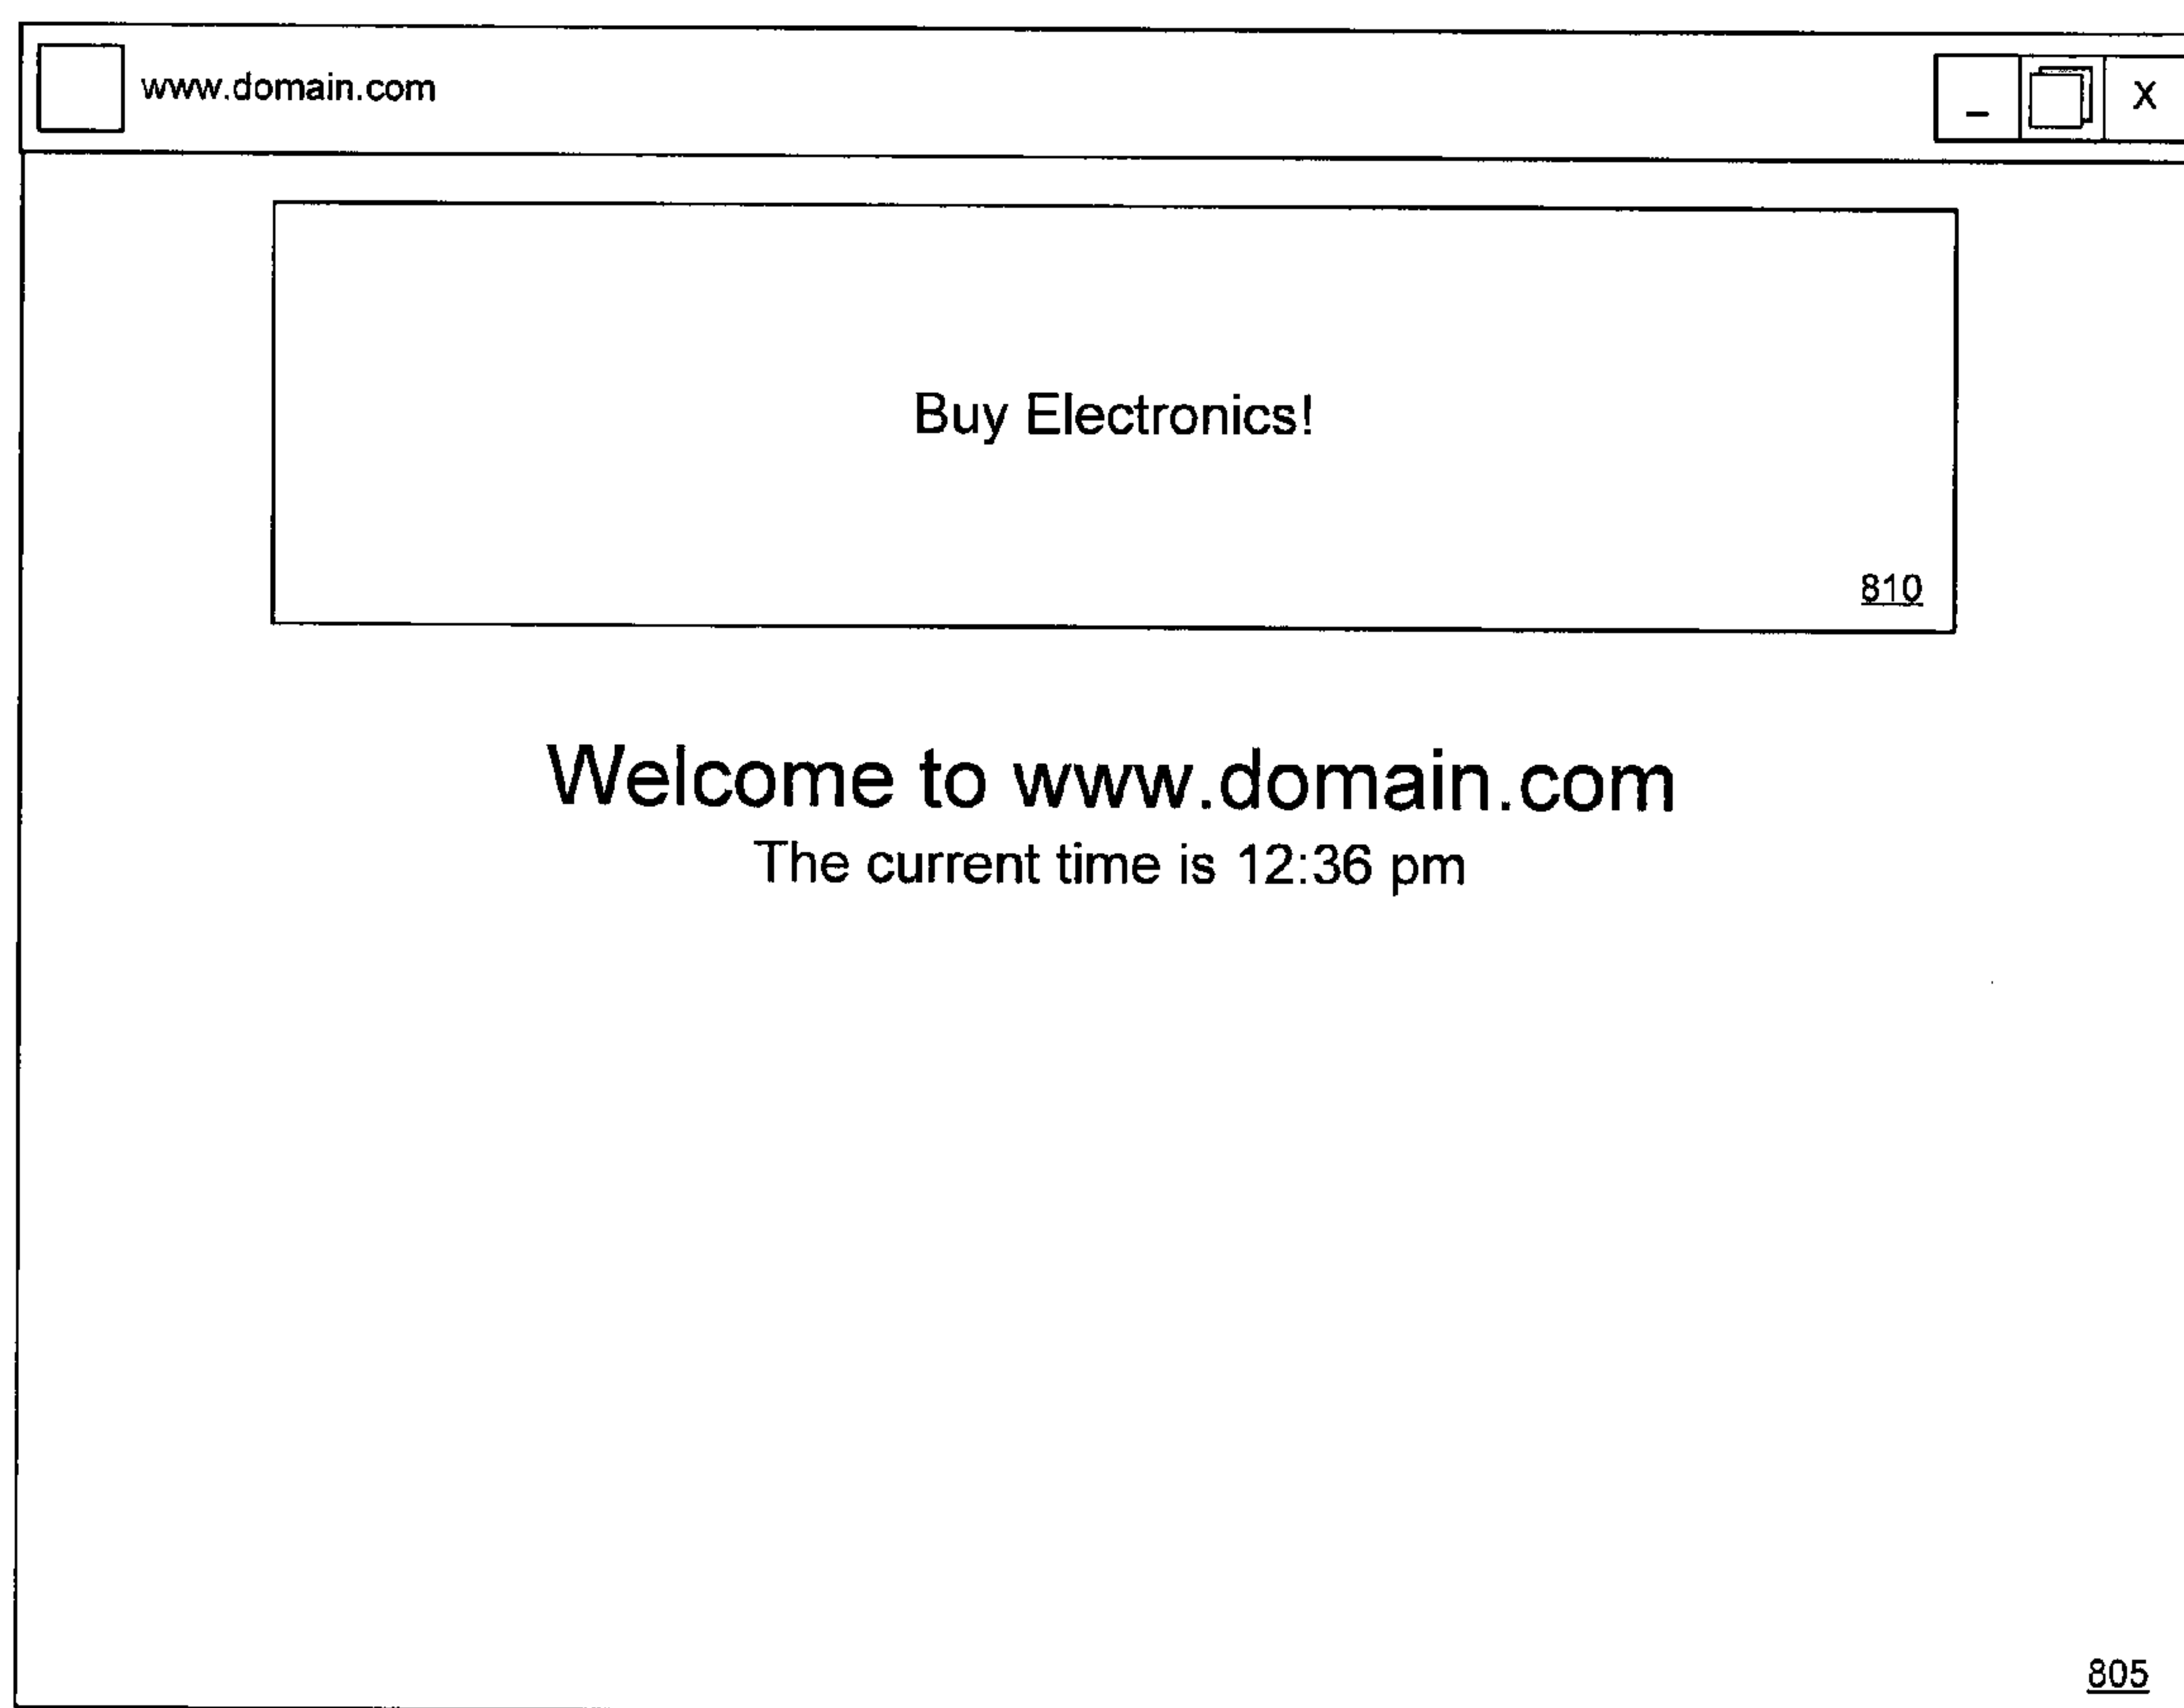 www.domain.com
_ X
Buy Electronics!
810
Welcome to www.domain.com
The current time is 12:36 pm
805